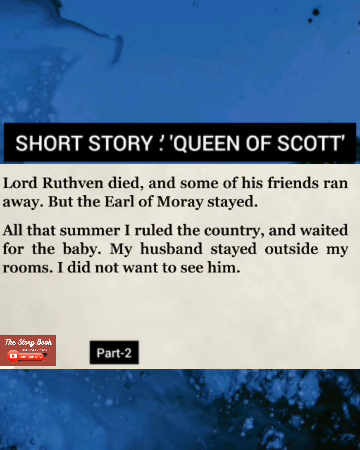 SHORT STORY : 'QUEEN OF SCOTT'
Lord Ruthven died, and some of his friends ran
away. But the Earl of Moray stayed.
All that summer I ruled the country, and waited
for the baby. My husband stayed outside my
rooms. I did not want to see him.
The Story Book
Part-2